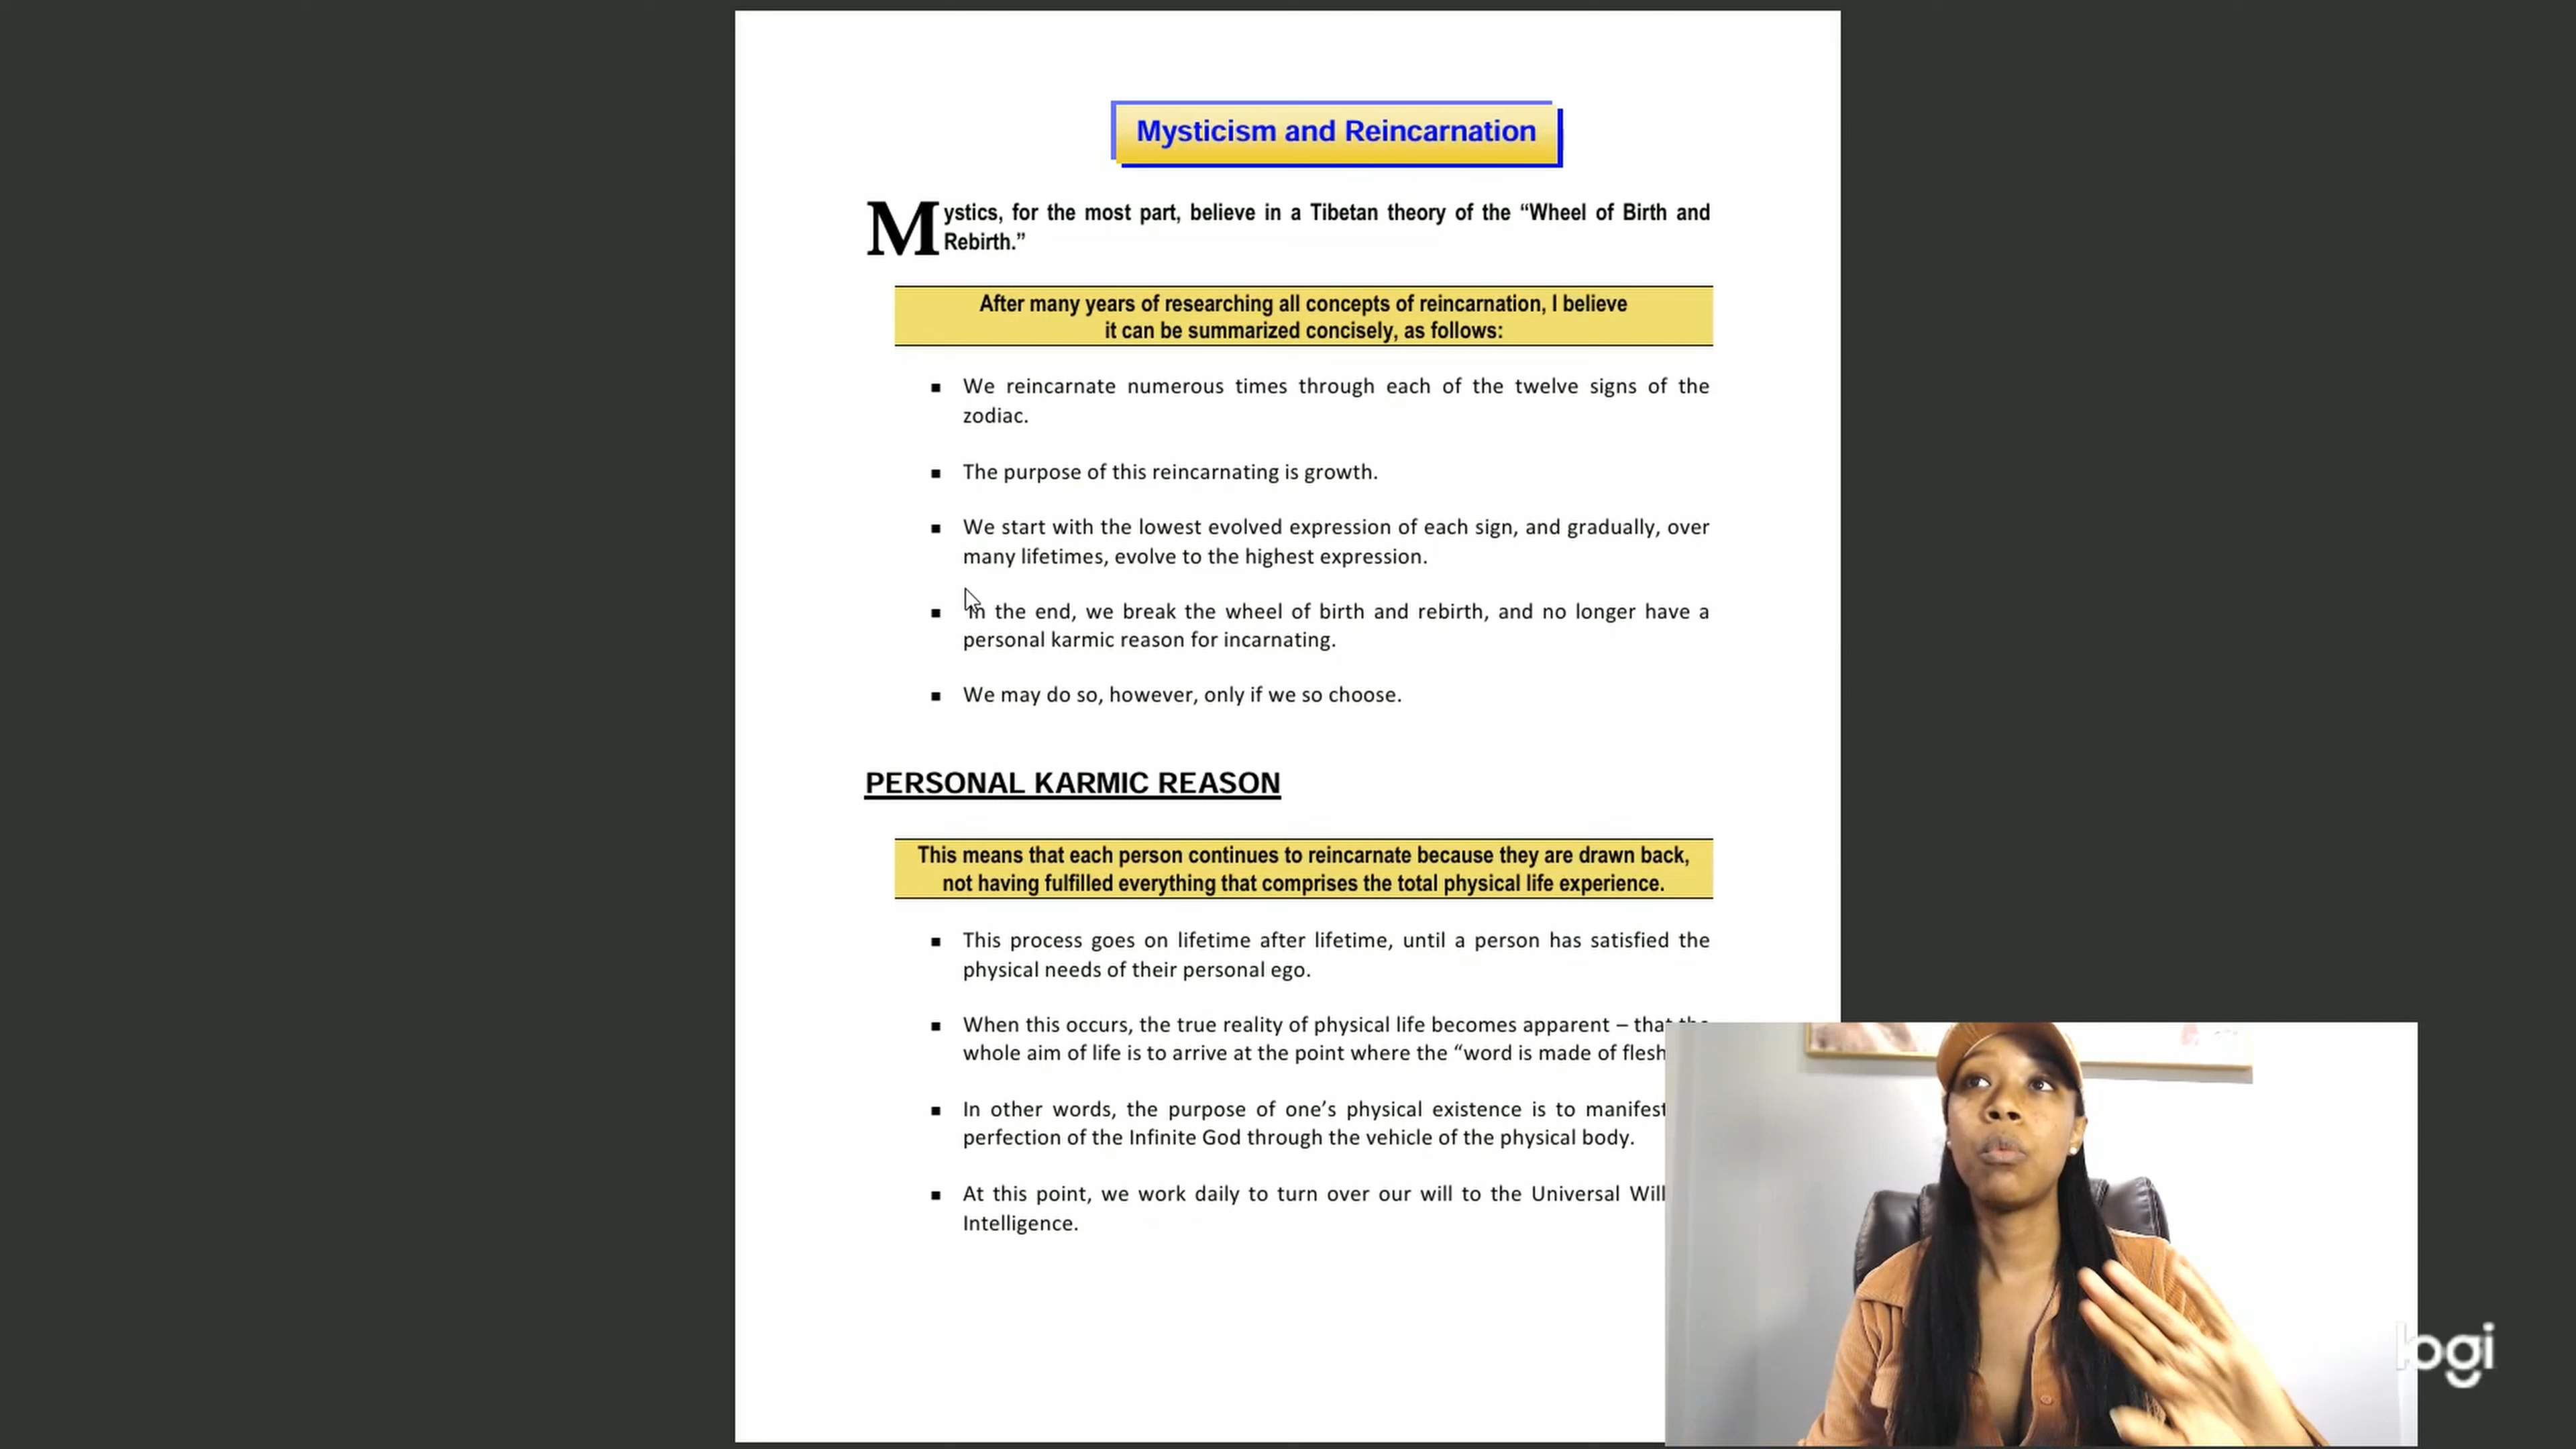 Mysticism and Reincarnation
Mystics, for the most part, believe in a Tibetan theory of the “Wheel of Birth and
Rebirth.”
After many years of researching all concepts of reincarnation, I believe
it can be summarized concisely, as follows:
▪ We reincarnate numerous times through each of the twelve signs of the
zodiac.
▪ The purpose of this reincarnating is growth.
▪ We start with the lowest evolved expression of each sign, and gradually, over
many lifetimes, evolve to the highest expression.
▪ In the end, we break the wheel of birth and rebirth, and no longer have a
personal karmic reason for incarnating.
▪ We may do so, however, only if we so choose.
PERSONAL KARMIC REASON
This means that each person continues to reincarnate because they are drawn back,
not having fulfilled everything that comprises the total physical life experience.
▪ This process goes on lifetime after lifetime, until a person has satisfied the
physical needs of their personal ego.
▪ When this occurs, the true reality of physical life becomes apparent – that the
whole aim of life is to arrive at the point where the “word is made of flesh
▪ In other words, the purpose of one’s physical existence is to manifest
perfection of the Infinite God through the vehicle of the physical body.
▪ At this point, we work daily to turn over our will to the Universal Will
Intelligence.
logi